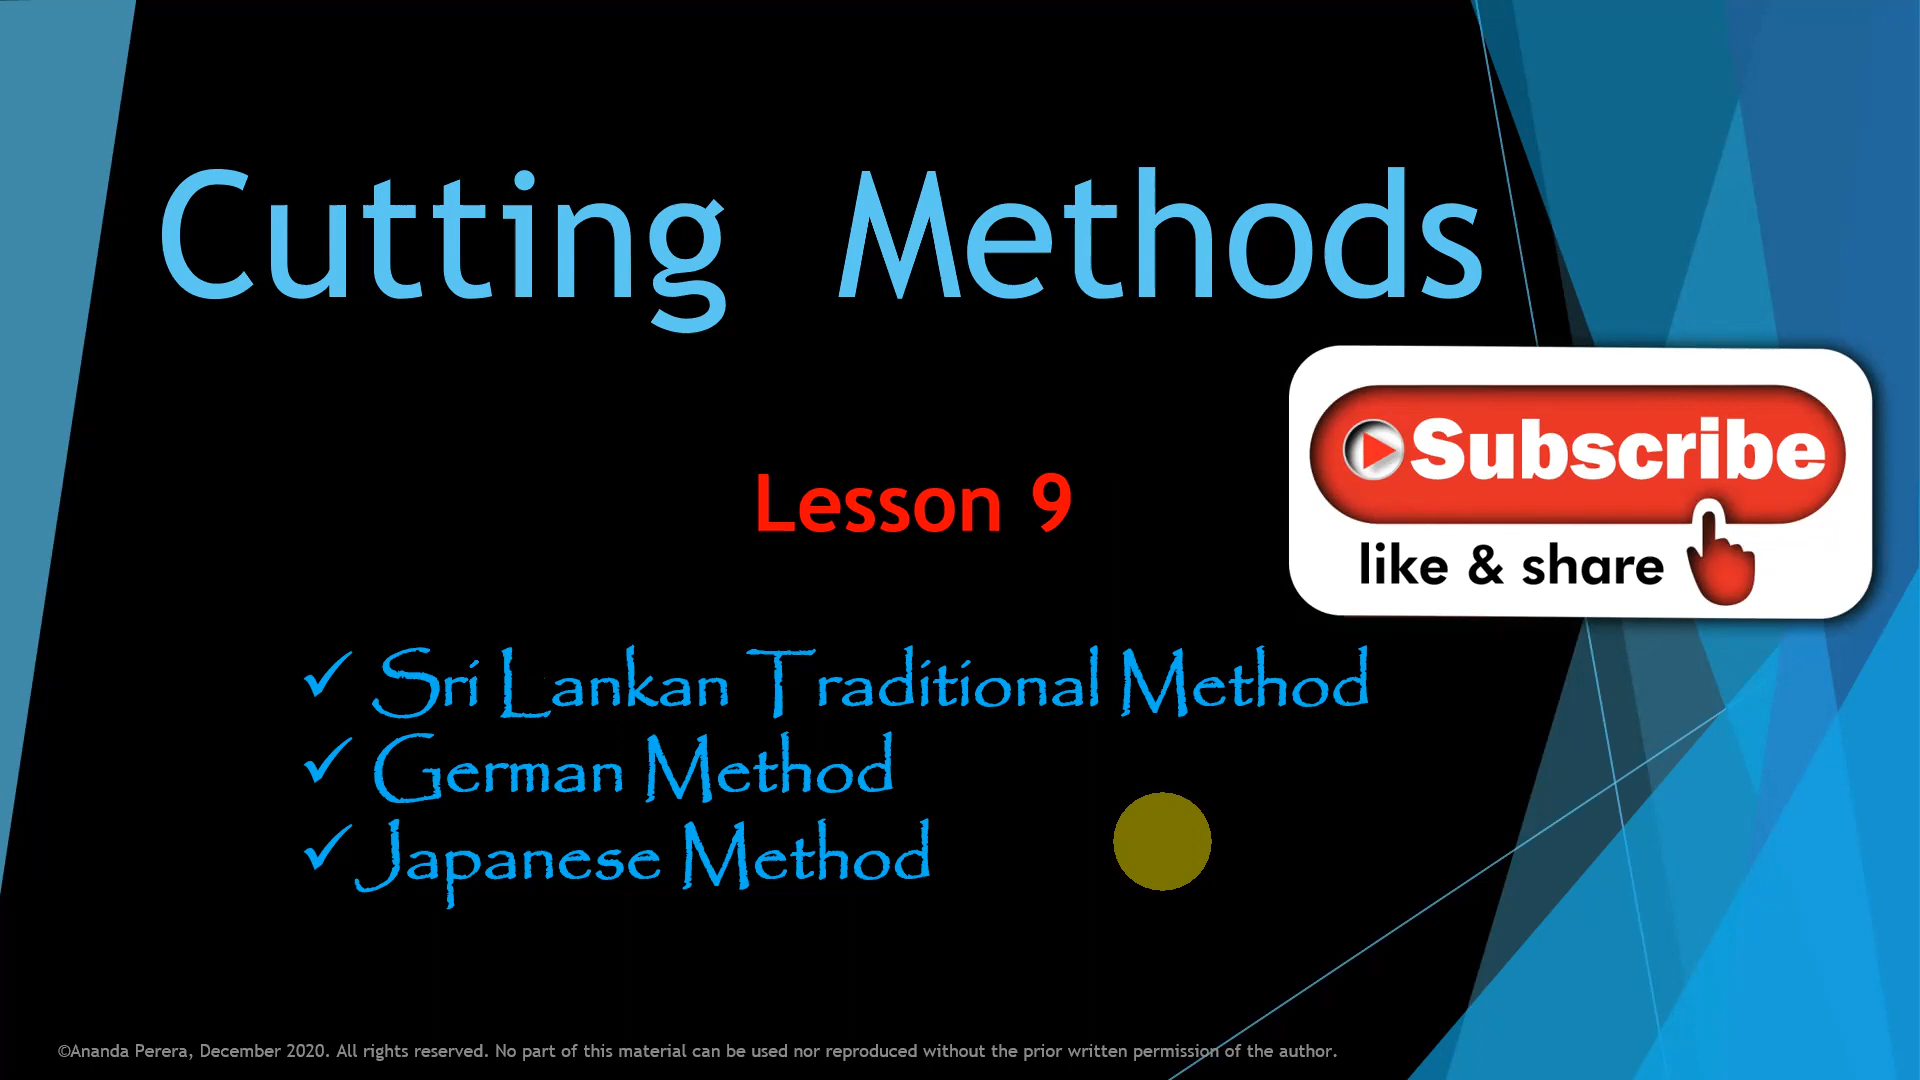 Cutting Methods
Lesson 9
Subscribe
like & share
✓ Sri Lankan Traditional Method
✓ German Method
✓ Japanese Method
©Ananda Perera, December 2020. All rights reserved. No part of this material can be used nor reproduced without the prior written permission of the author.